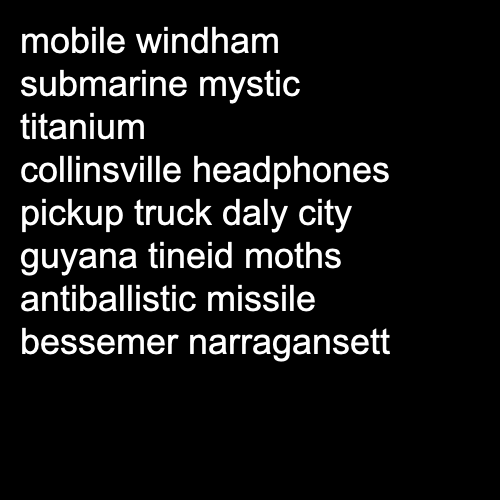 mobile windham
submarine mystic
titanium
collinsville headphones
pickup truck daly city
guyana tineid moths
antiballistic missile
bessemer narragansett